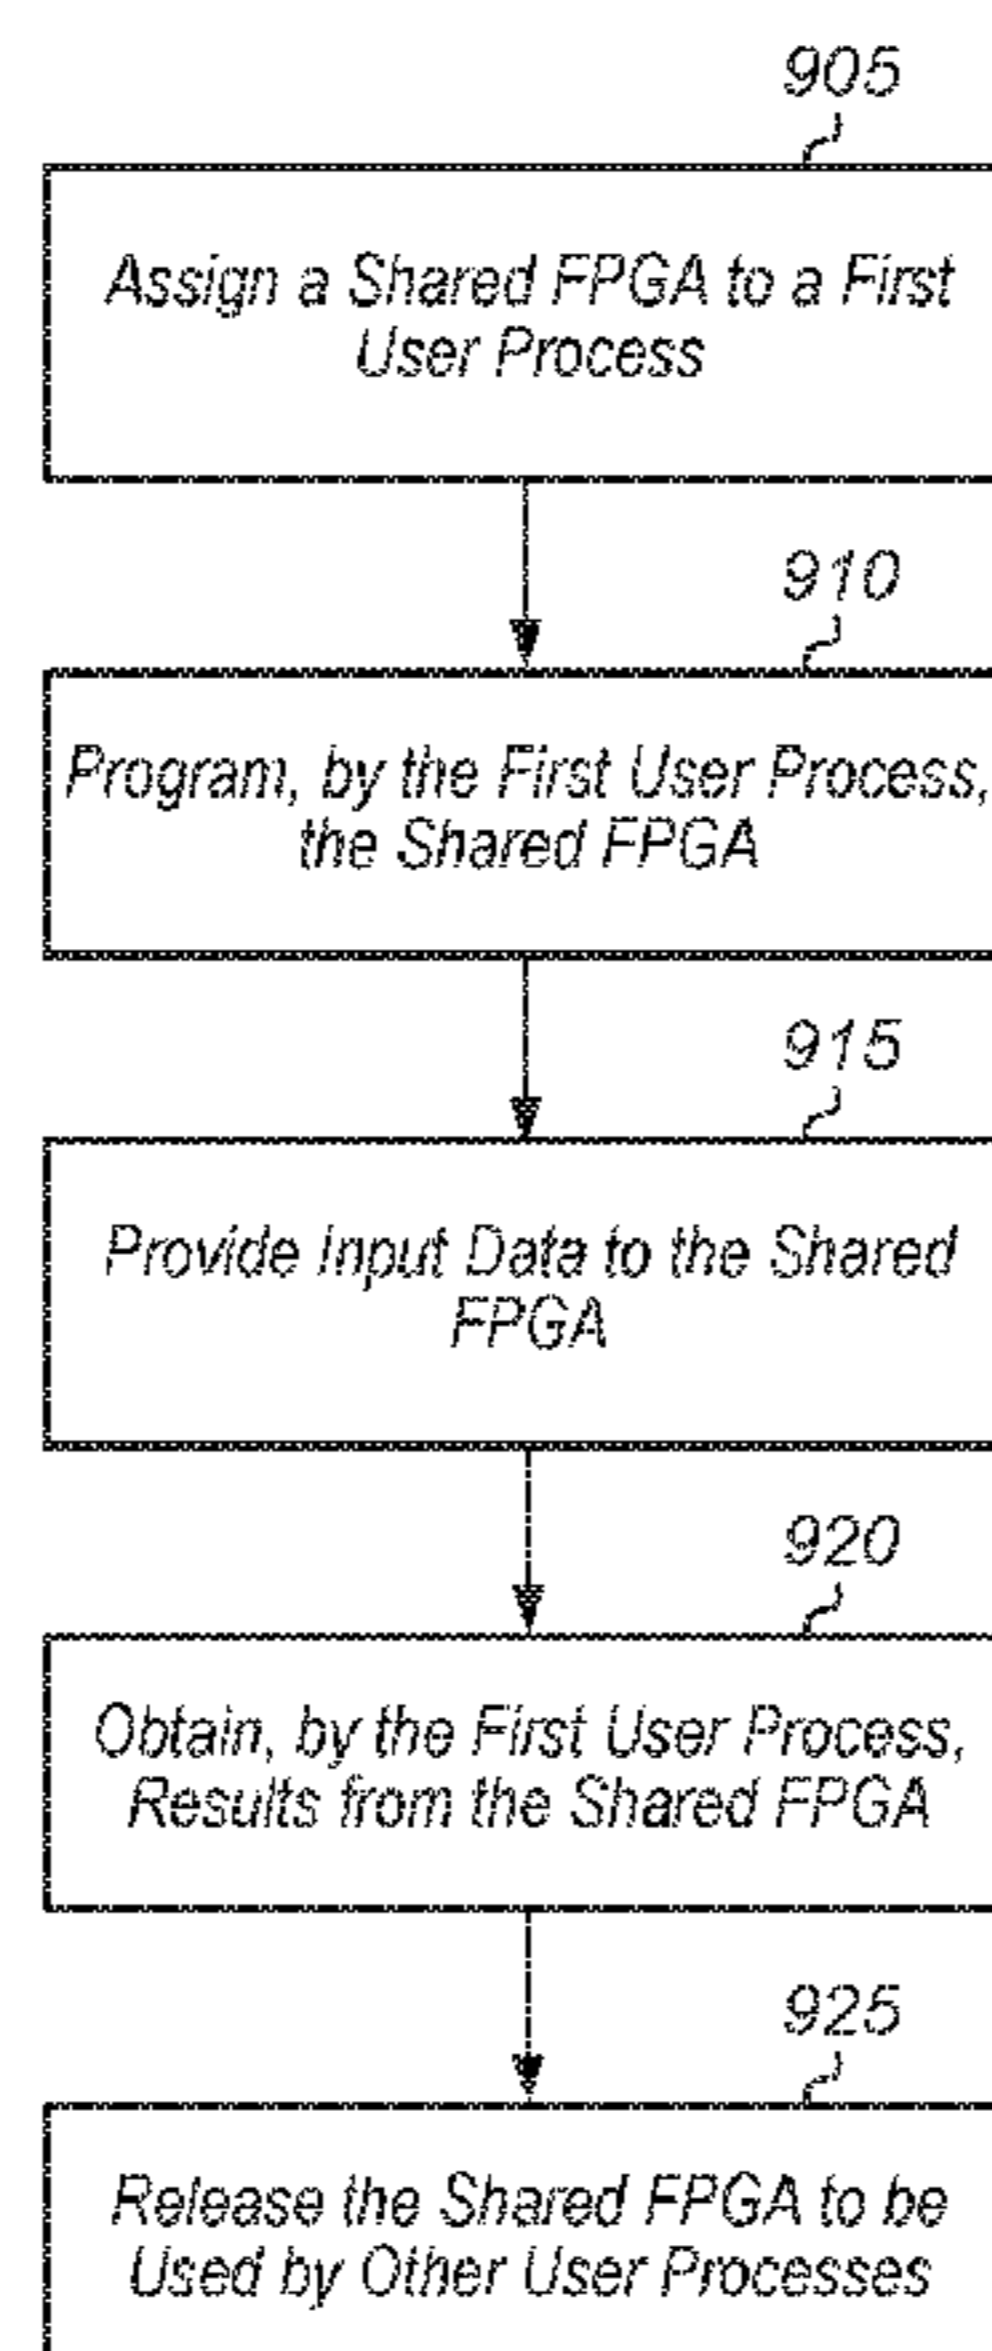 905
Assign a Shared FPGA to a First
User Process
910
Program, by the First User Process,
the Shared FPGA
915
Provide Input Data to the Shared
FPGA
920
Obtain, by the First User Process,
Results from the Shared FPGA
925
Release the Shared FPGA to be
Used by Other User Processes